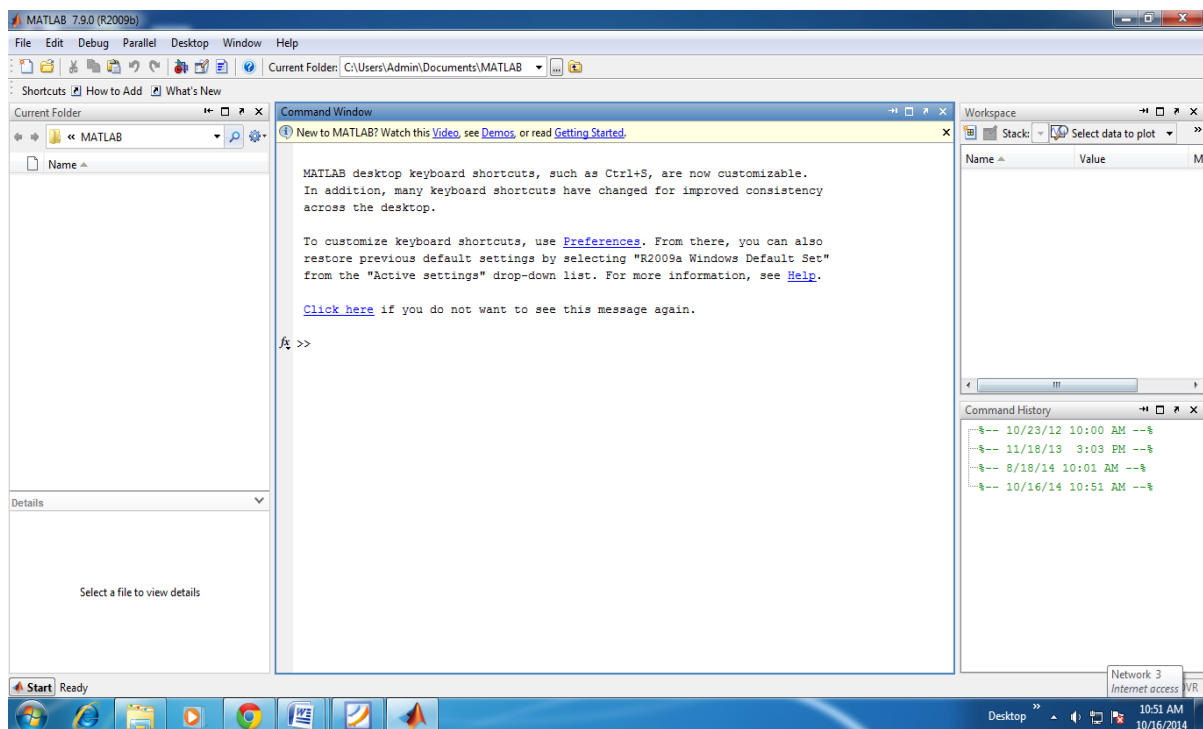 MATLAB 7.9.0 (R2009b)
File Edit Debug Parallel Desktop Window Help
Current Folder: C:\Users\Admin\Documents\MATLAB
Shortcuts How to Add What's New
Current Folder
« MATLAB
Name
Details
Select a file to view details
Command Window
New to MATLAB? Watch this Video, see Demos, or read Getting Started.
MATLAB desktop keyboard shortcuts, such as Ctrl+S, are now customizable.
In addition, many keyboard shortcuts have changed for improved consistency
across the desktop.
To customize keyboard shortcuts, use Preferences. From there, you can also
restore previous default settings by selecting "R2009a Windows Default Set"
from the "Active settings" drop-down list. For more information, see Help.
Click here if you do not want to see this message again.
fx >>
Workspace
Stack: Select data to plot »
Name Value M
Command History
%-- 10/23/12 10:00 AM --%
%-- 11/18/13 3:03 PM --%
%-- 8/18/14 10:01 AM --%
%-- 10/16/14 10:51 AM --%
Start Ready
Network 3
Internet access
VR
Desktop »
10:51 AM
10/16/2014